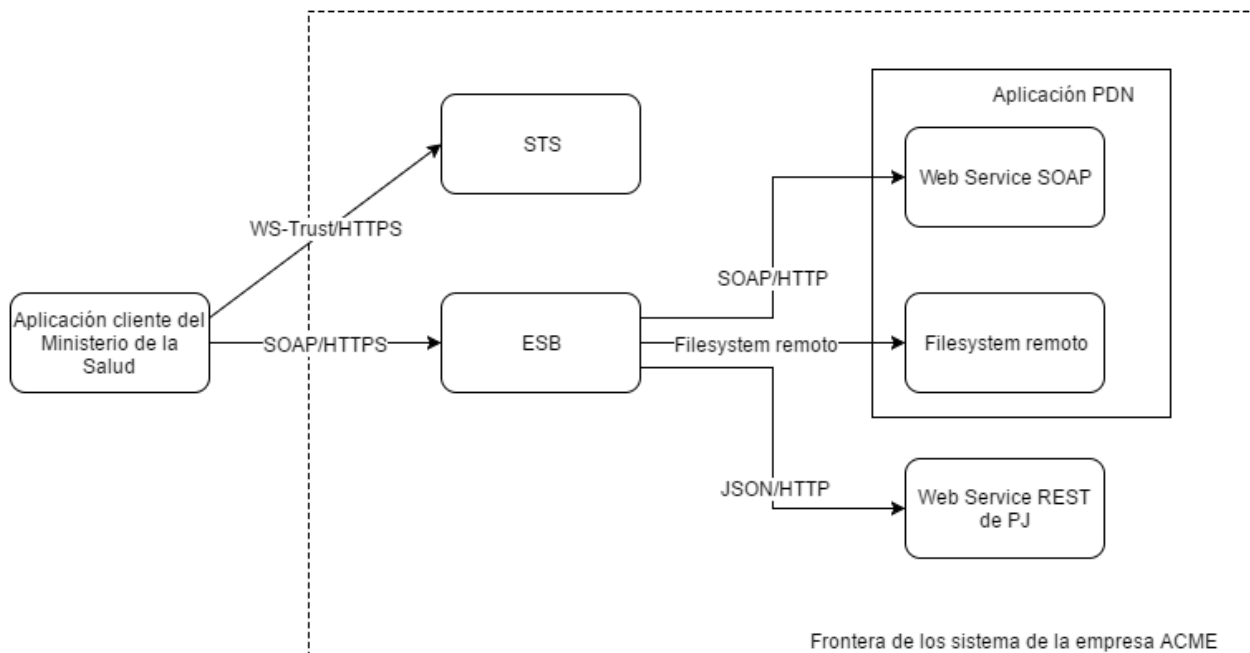 Aplicación PDN
STS
Web Service SOAP
WS-Trust/HTTPS
SOAP/HTTP
Aplicación cliente del
Ministerio de la
Salud
SOAP/HTTPS
ESB
Filesystem remoto
Filesystem remoto
JSON/HTTP
Web Service REST
de PJ
Frontera de los sistema de la empresa ACME